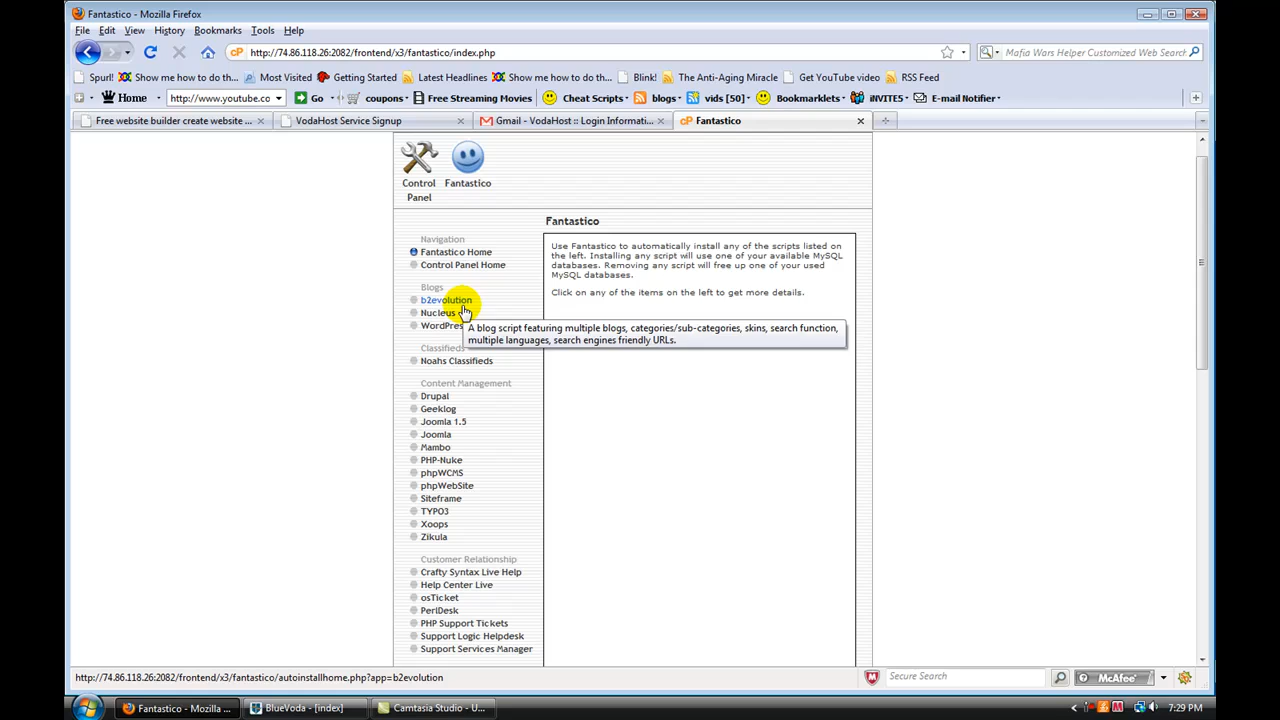 Fantastico - Mozilla Firefox
File Edit View History Bookmarks Tools Help
http://74.86.118.26:2082/frontend/x3/fantastico/index.php
Mafia Wars Helper Customized Web Search
Spurl! Show me how to do th... Most Visited Getting Started Latest Headlines Show me how to do th... Blink! The Anti-Aging Miracle Get YouTube video RSS Feed
Home http://www.youtube.co Go coupons Free Streaming Movies Cheat Scripts blogs vids [50] Bookmarklets iNVITE5 E-mail Notifier
Free website builder create website ... VodaHost Service Signup Gmail - VodaHost :: Login Informati... cP Fantastico
Control Panel
Fantastico
Fantastico
Navigation
Fantastico Home
Control Panel Home
Blogs
b2evolution
Nucleus
WordPres
Classifieds
Noahs Classifieds
Content Management
Drupal
Geeklog
Joomla 1.5
Joomla
Mambo
PHP-Nuke
phpWCMS
phpWebSite
Siteframe
TYPO3
Xoops
Zikula
Customer Relationship
Crafty Syntax Live Help
Help Center Live
osTicket
PerlDesk
PHP Support Tickets
Support Logic Helpdesk
Support Services Manager
Use Fantastico to automatically install any of the scripts listed on
the left. Installing any script will use one of your available MySQL
databases. Removing any script will free up one of your used
MySQL databases.
Click on any of the items on the left to get more details.
A blog script featuring multiple blogs, categories/sub-categories, skins, search function,
multiple languages, search engines friendly URLs.
http://74.86.118.26:2082/frontend/x3/fantastico/autoinstallhome.php?app=b2evolution
Secure Search McAfee
Fantastico - Mozilla ... BlueVoda - [index] Camtasia Studio - U... 7:29 PM